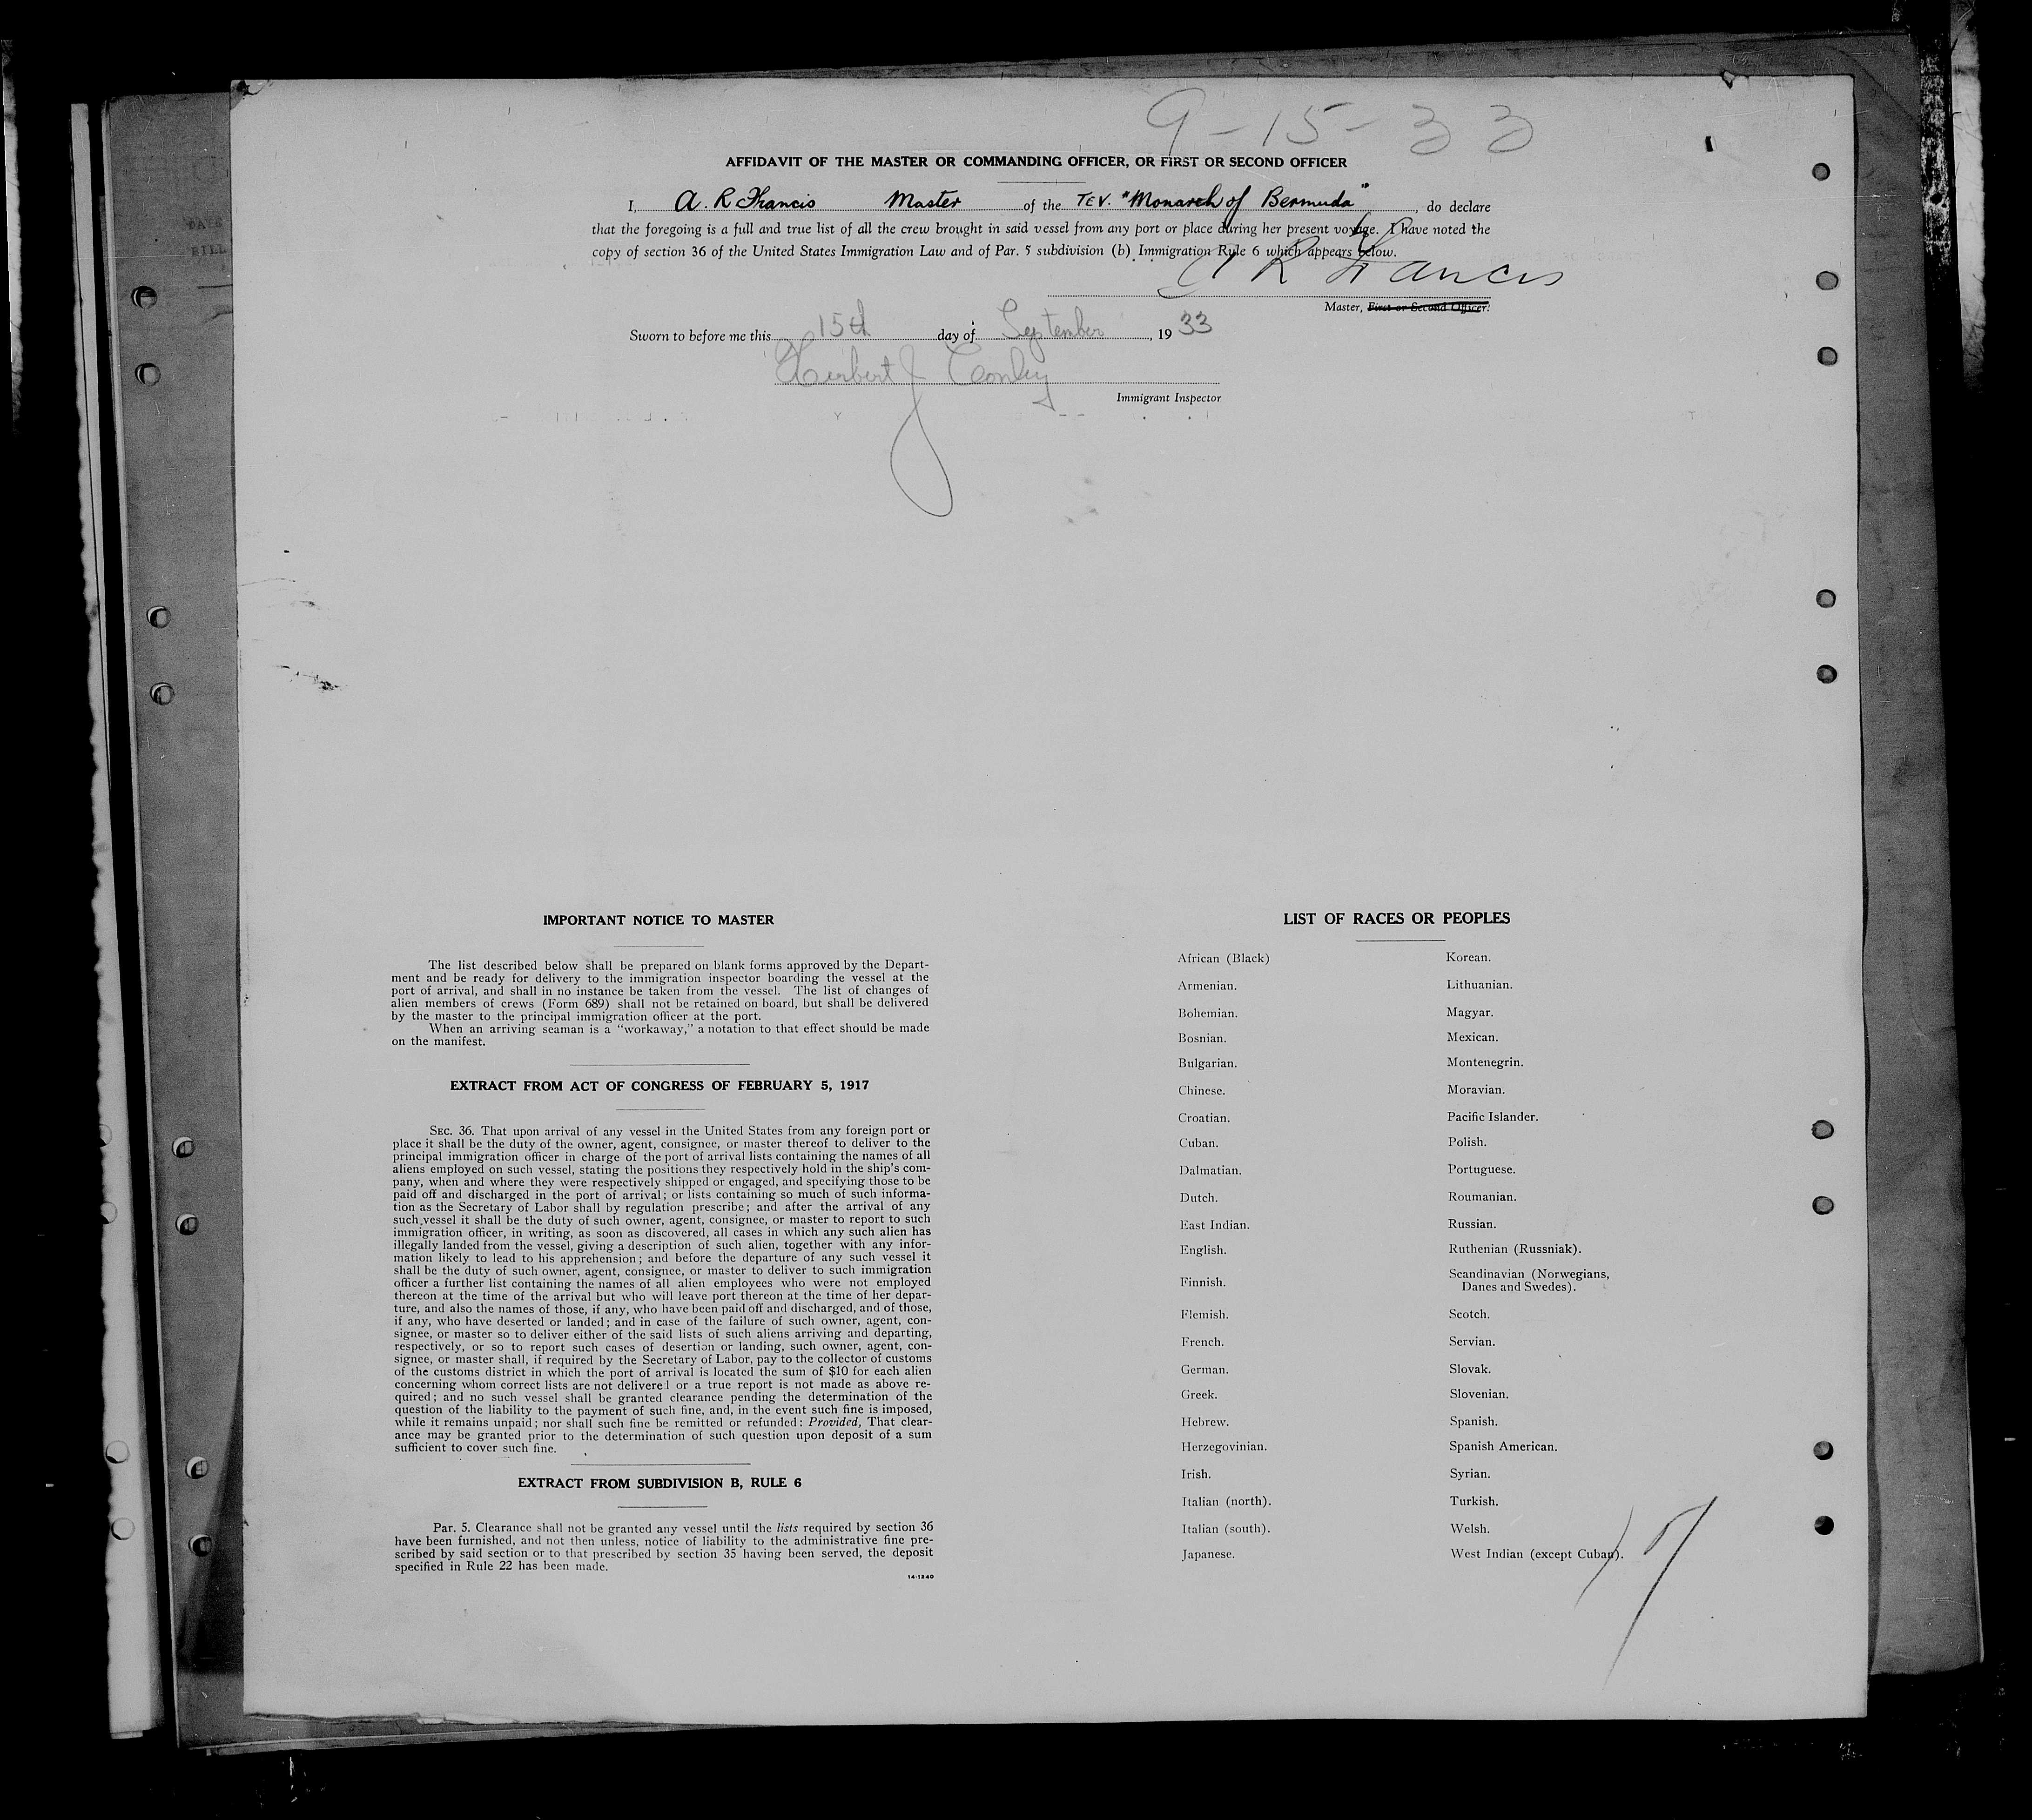 9-15-33
AFFIDAVIT OF THE MASTER OR COMMANDING OFFICER, OR FIRST OR SECOND OFFICER
I, A. R Francis Master of the TEV. "Monarch of Bermuda", do declare
that the foregoing is a full and true list of all the crew brought in said vessel from any port or place during her present voyage. I have noted the
copy of section 36 of the United States Immigration Law and of Par. 5 subdivision (b) Immigration Rule 6 which appears below.
A R Francis
Master, First or Second Officer.
Sworn to before me this 15th day of September, 1933
Herbert J Conley
Immigrant Inspector
IMPORTANT NOTICE TO MASTER
The list described below shall be prepared on blank forms approved by the Depart-
ment and be ready for delivery to the immigration inspector boarding the vessel at the
port of arrival, and shall in no instance be taken from the vessel. The list of changes of
alien members of crews (Form 689) shall not be retained on board, but shall be delivered
by the master to the principal immigration officer at the port.
When an arriving seaman is a "workaway," a notation to that effect should be made
on the manifest.
EXTRACT FROM ACT OF CONGRESS OF FEBRUARY 5, 1917
SEC. 36. That upon arrival of any vessel in the United States from any foreign port or
place it shall be the duty of the owner, agent, consignee, or master thereof to deliver to the
principal immigration officer in charge of the port of arrival lists containing the names of all
aliens employed on such vessel, stating the positions they respectively hold in the ship's com-
pany, when and where they were respectively shipped or engaged, and specifying those to be
paid off and discharged in the port of arrival; or lists containing so much of such informa-
tion as the Secretary of Labor shall by regulation prescribe; and after the arrival of any
such vessel it shall be the duty of such owner, agent, consignee, or master to report to such
immigration officer, in writing, as soon as discovered, all cases in which any such alien has
illegally landed from the vessel, giving a description of such alien, together with any infor-
mation likely to lead to his apprehension; and before the departure of any such vessel it
shall be the duty of such owner, agent, consignee, or master to deliver to such immigration
officer a further list containing the names of all alien employees who were not employed
thereon at the time of the arrival but who will leave port thereon at the time of her depar-
ture, and also the names of those, if any, who have been paid off and discharged, and of those,
if any, who have deserted or landed; and in case of the failure of such owner, agent, con-
signee, or master so to deliver either of the said lists of such aliens arriving and departing,
respectively, or so to report such cases of desertion or landing, such owner, agent, con-
signee, or master shall, if required by the Secretary of Labor, pay to the collector of customs
of the customs district in which the port of arrival is located the sum of $10 for each alien
concerning whom correct lists are not delivered or a true report is not made as above re-
quired; and no such vessel shall be granted clearance pending the determination of the
question of the liability to the payment of such fine, and, in the event such fine is imposed,
while it remains unpaid; nor shall such fine be remitted or refunded: Provided, That clear-
ance may be granted prior to the determination of such question upon deposit of a sum
sufficient to cover such fine.
EXTRACT FROM SUBDIVISION B, RULE 6
Par. 5. Clearance shall not be granted any vessel until the lists required by section 36
have been furnished, and not then unless, notice of liability to the administrative fine pre-
scribed by said section or to that prescribed by section 35 having been served, the deposit
specified in Rule 22 has been made.
14-1240
LIST OF RACES OR PEOPLES
African (Black)
Armenian.
Bohemian.
Bosnian.
Bulgarian.
Chinese.
Croatian.
Cuban.
Dalmatian.
Dutch.
East Indian.
English.
Finnish.
Flemish.
French.
German.
Greek.
Hebrew.
Herzegovinian.
Irish.
Italian (north).
Italian (south).
Japanese.
Korean.
Lithuanian.
Magyar.
Mexican.
Montenegrin.
Moravian.
Pacific Islander.
Polish.
Portuguese.
Roumanian.
Russian.
Ruthenian (Russniak).
Scandinavian (Norwegians,
Danes and Swedes).
Scotch.
Servian.
Slovak.
Slovenian.
Spanish.
Spanish American.
Syrian.
Turkish.
Welsh.
West Indian (except Cuban).
17